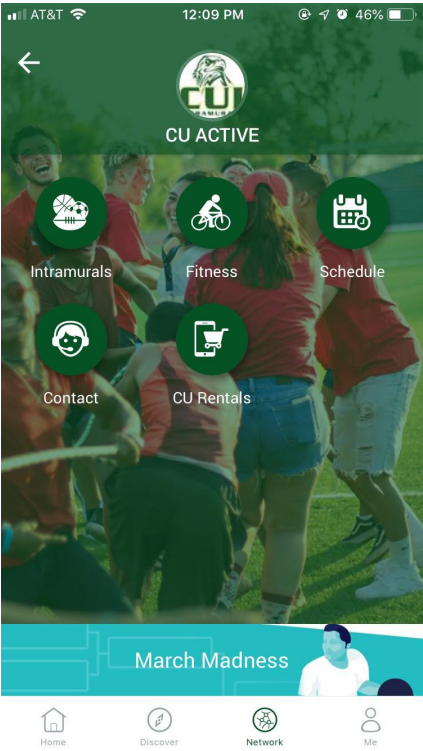 AT&T 12:09 PM 46%
CUI
CU ACTIVE
Intramurals Fitness Schedule
Contact CU Rentals
March Madness
Home Discover Network Me